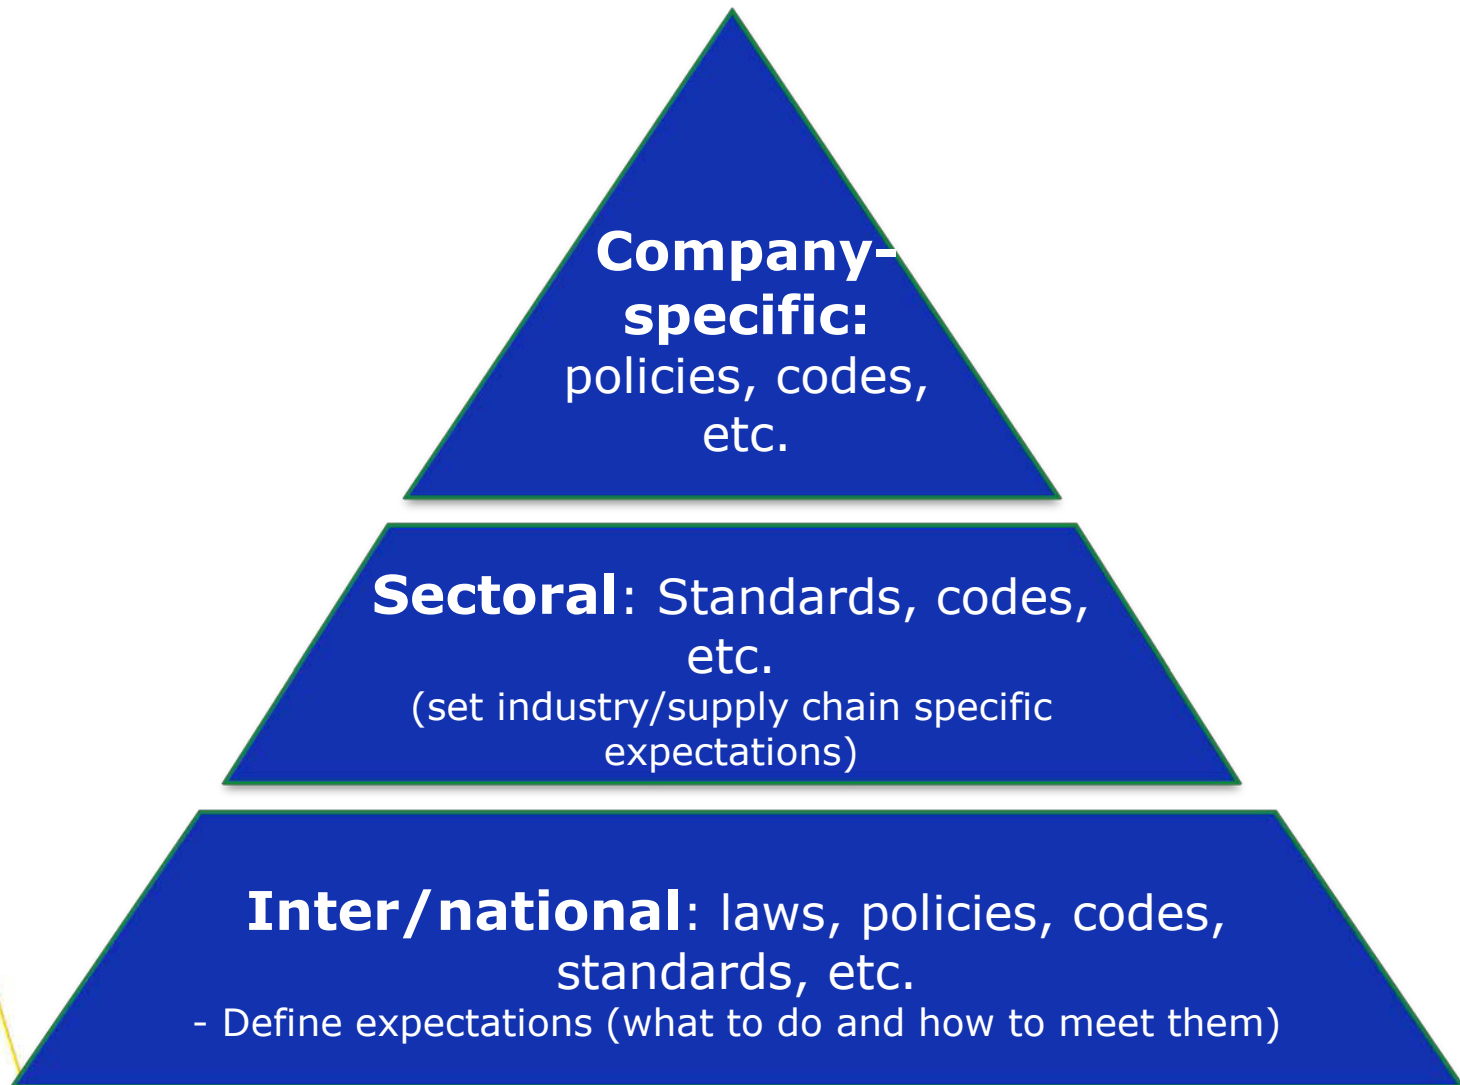 Company-
specific:
policies, codes,
etc.
Sectoral: Standards, codes,
etc.
(set industry/supply chain specific
expectations)
Inter/national: laws, policies, codes,
standards, etc.
- Define expectations (what to do and how to meet them)